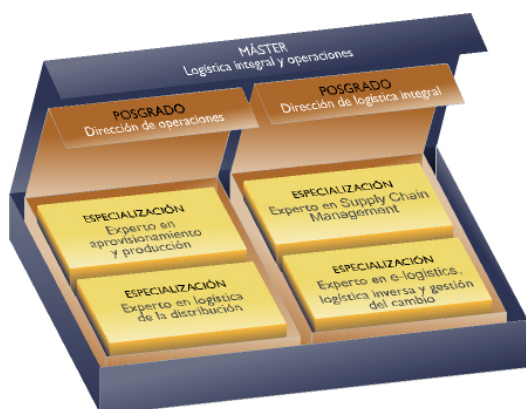 MÁSTER
Logística integral y operaciones
POSGRADO
Dirección de operaciones
POSGRADO
Dirección de logística integral
ESPECIALIZACIÓN
Experto en
aprovisionamiento
y producción
ESPECIALIZACIÓN
Experto en Supply Chain
Management
ESPECIALIZACIÓN
Experto en logística
de la distribución
ESPECIALIZACIÓN
Experto en e-logistics,
logística inversa y gestión
del cambio